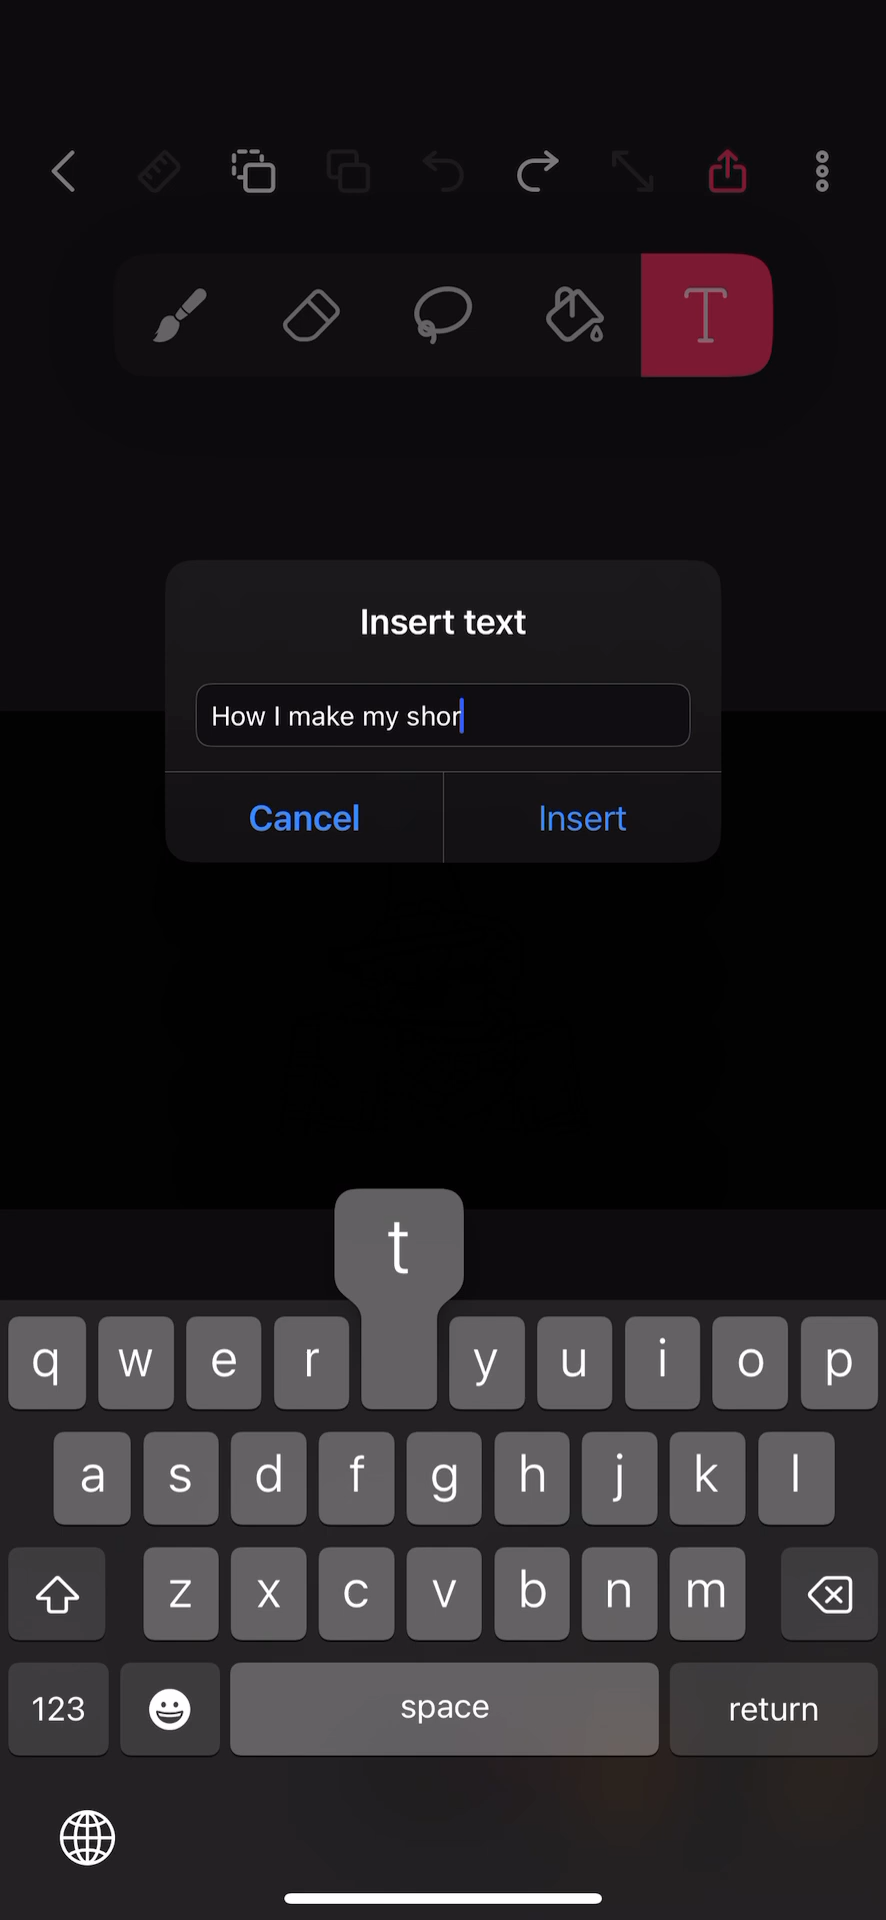 T
Insert text
How I make my shor
Cancel
Insert
t
q w e r y u i o p
a s d f g h j k l
z x c v b n m
123
space
return